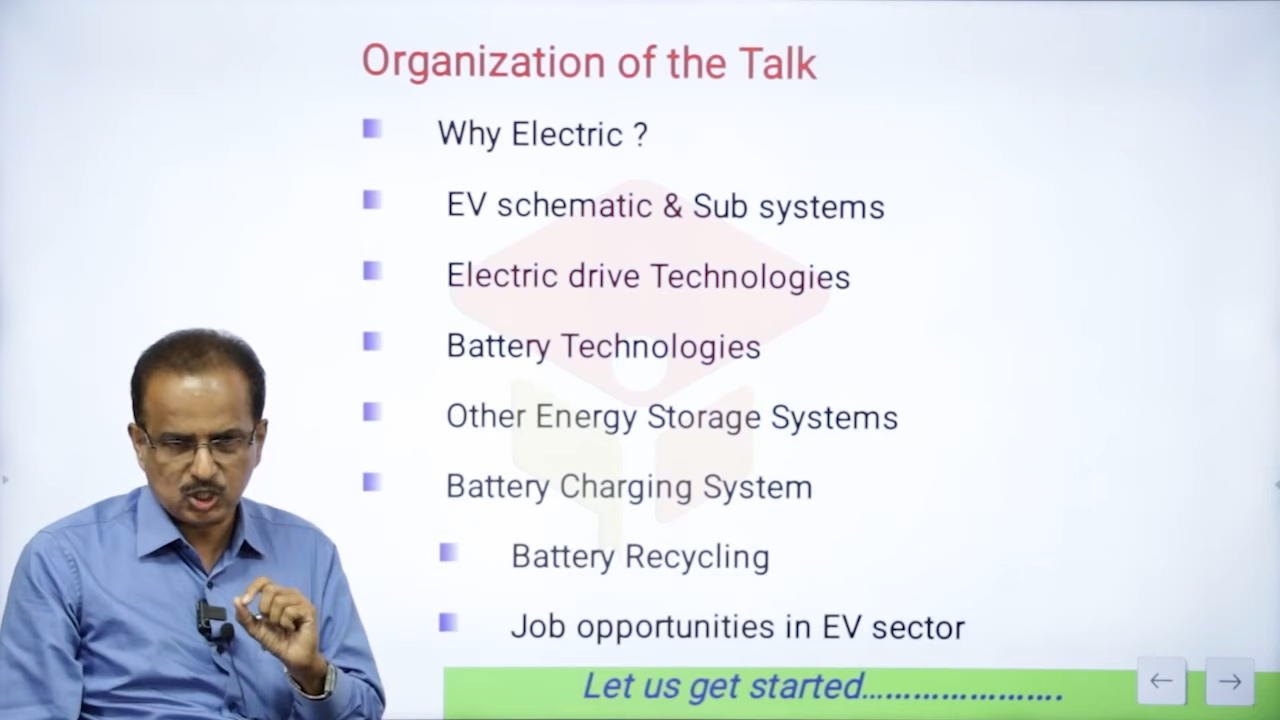 Organization of the Talk
Why Electric ?
EV schematic & Sub systems
Electric drive Technologies
Battery Technologies
Other Energy Storage Systems
Battery Charging System
Battery Recycling
Job opportunities in EV sector
Let us get started......................